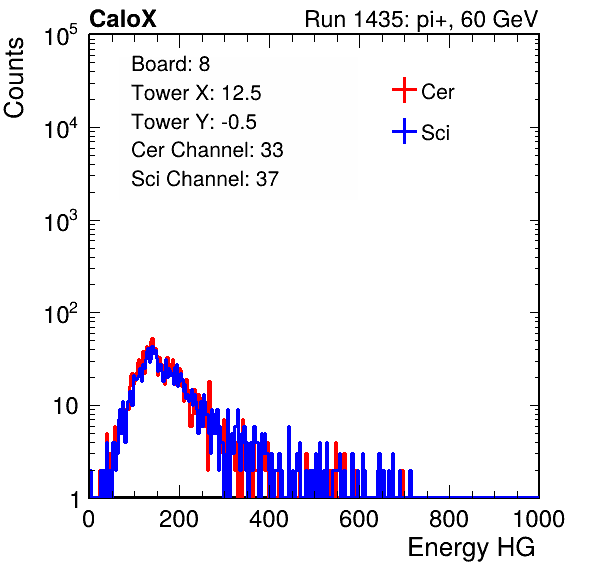 CaloX Run 1435: pi+, 60 GeV
Counts
Board: 8
Tower X: 12.5
Tower Y: -0.5
Cer Channel: 33
Sci Channel: 37
Cer
Sci
10^5
10^4
10^3
10^2
10
1
0 200 400 600 800 1000
Energy HG